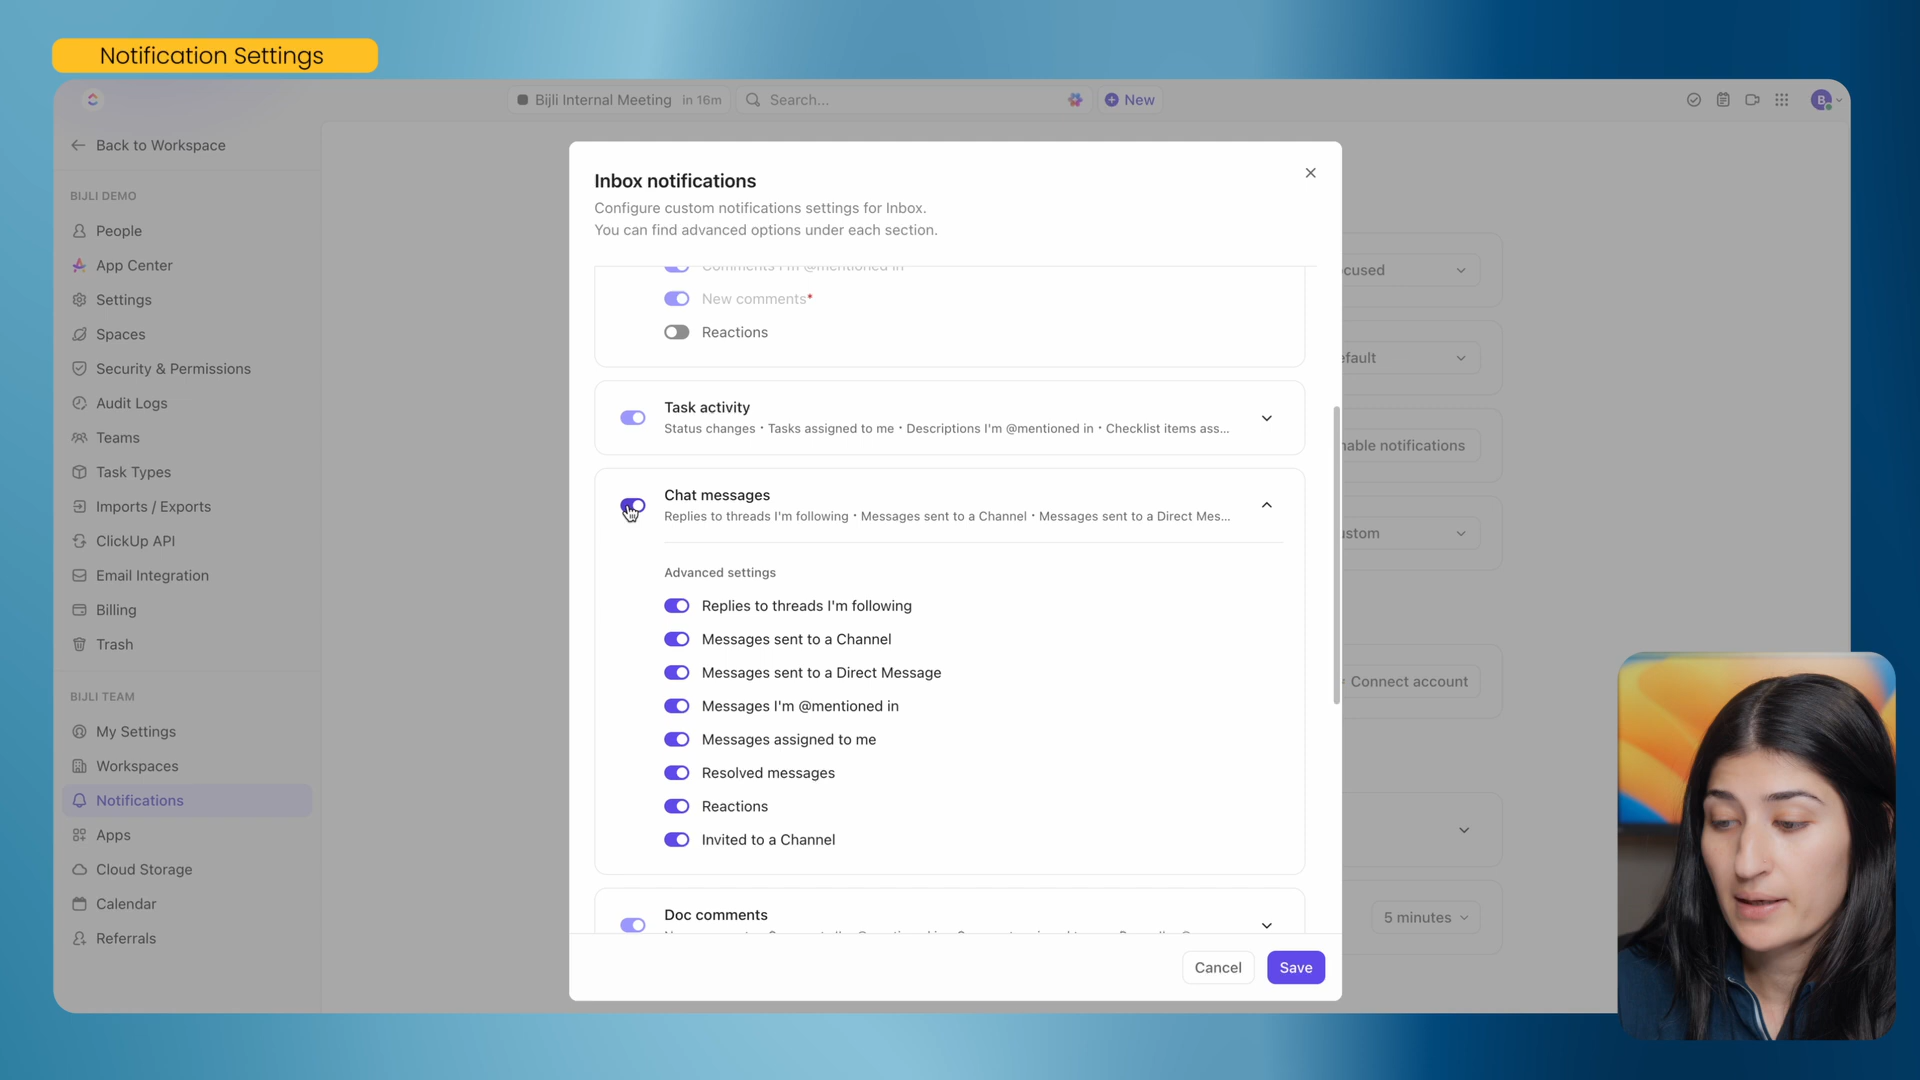 Notification Settings
Bijli Internal Meeting in 16m
Search...
New
B
Back to Workspace
BIJLI DEMO
People
App Center
Settings
Spaces
Security & Permissions
Audit Logs
Teams
Task Types
Imports / Exports
ClickUp API
Email Integration
Billing
Trash
BIJLI TEAM
My Settings
Workspaces
Notifications
Apps
Cloud Storage
Calendar
Referrals
Inbox notifications
Configure custom notifications settings for Inbox.
You can find advanced options under each section.
Comments I'm @mentioned in
New comments*
Reactions
Task activity
Status changes • Tasks assigned to me • Descriptions I'm @mentioned in • Checklist items ass...
Chat messages
Replies to threads I'm following • Messages sent to a Channel • Messages sent to a Direct Mes...
Advanced settings
Replies to threads I'm following
Messages sent to a Channel
Messages sent to a Direct Message
Messages I'm @mentioned in
Messages assigned to me
Resolved messages
Reactions
Invited to a Channel
Doc comments
Cancel
Save
cused
efault
nable notifications
ustom
Connect account
5 minutes